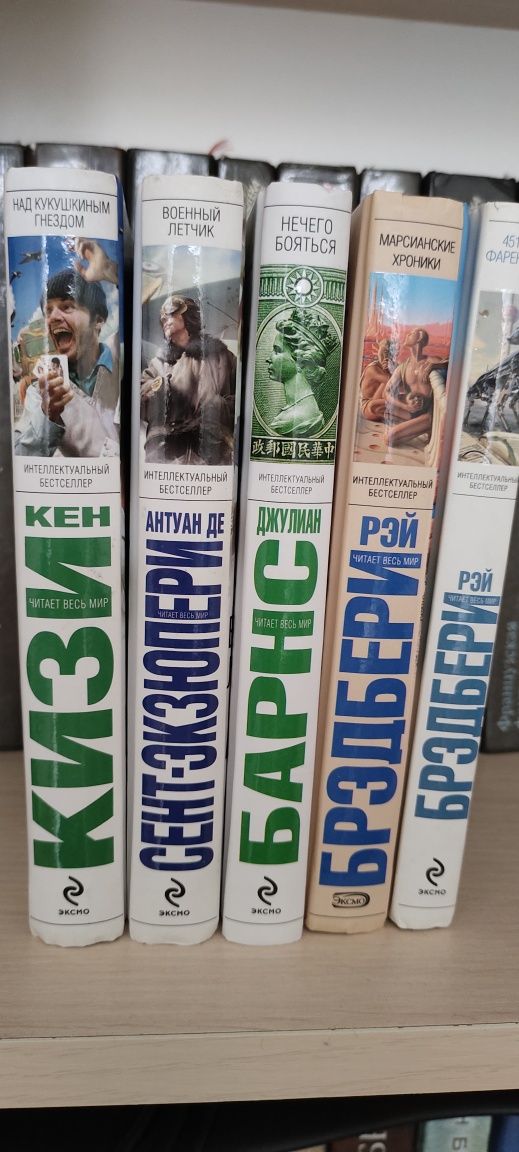 НАД КУКУШКИНЫМ
ГНЕЗДОМ
ИНТЕЛЛЕКТУАЛЬНЫЙ
БЕСТСЕЛЛЕР
КЕН
КИЗИ
ЧИТАЕТ ВЕСЬ МИР
ЭКСМО
ВОЕННЫЙ
ЛЕТЧИК
ИНТЕЛЛЕКТУАЛЬНЫЙ
БЕСТСЕЛЛЕР
АНТУАН ДЕ
СЕНТ-ЭКЗЮПЕРИ
ЧИТАЕТ ВЕСЬ МИР
ЭКСМО
НЕЧЕГО
БОЯТЬСЯ
政郵國民華中
ИНТЕЛЛЕКТУАЛЬНЫЙ
БЕСТСЕЛЛЕР
ДЖУЛИАН
БАРНС
ЧИТАЕТ ВЕСЬ МИР
ЭКСМО
МАРСИАНСКИЕ
ХРОНИКИ
ИНТЕЛЛЕКТУАЛЬНЫЙ
БЕСТСЕЛЛЕР
РЭЙ
БРЭДБЕРИ
ЧИТАЕТ ВЕСЬ МИР
ЭКСМО
451
ФАРЕН
ИНТЕЛЛЕКТУАЛЬНЫЙ
БЕСТСЕЛЛЕР
РЭЙ
БРЭДБЕРИ
ЧИТАЕТ ВЕСЬ МИР
ЭКСМО
Французская